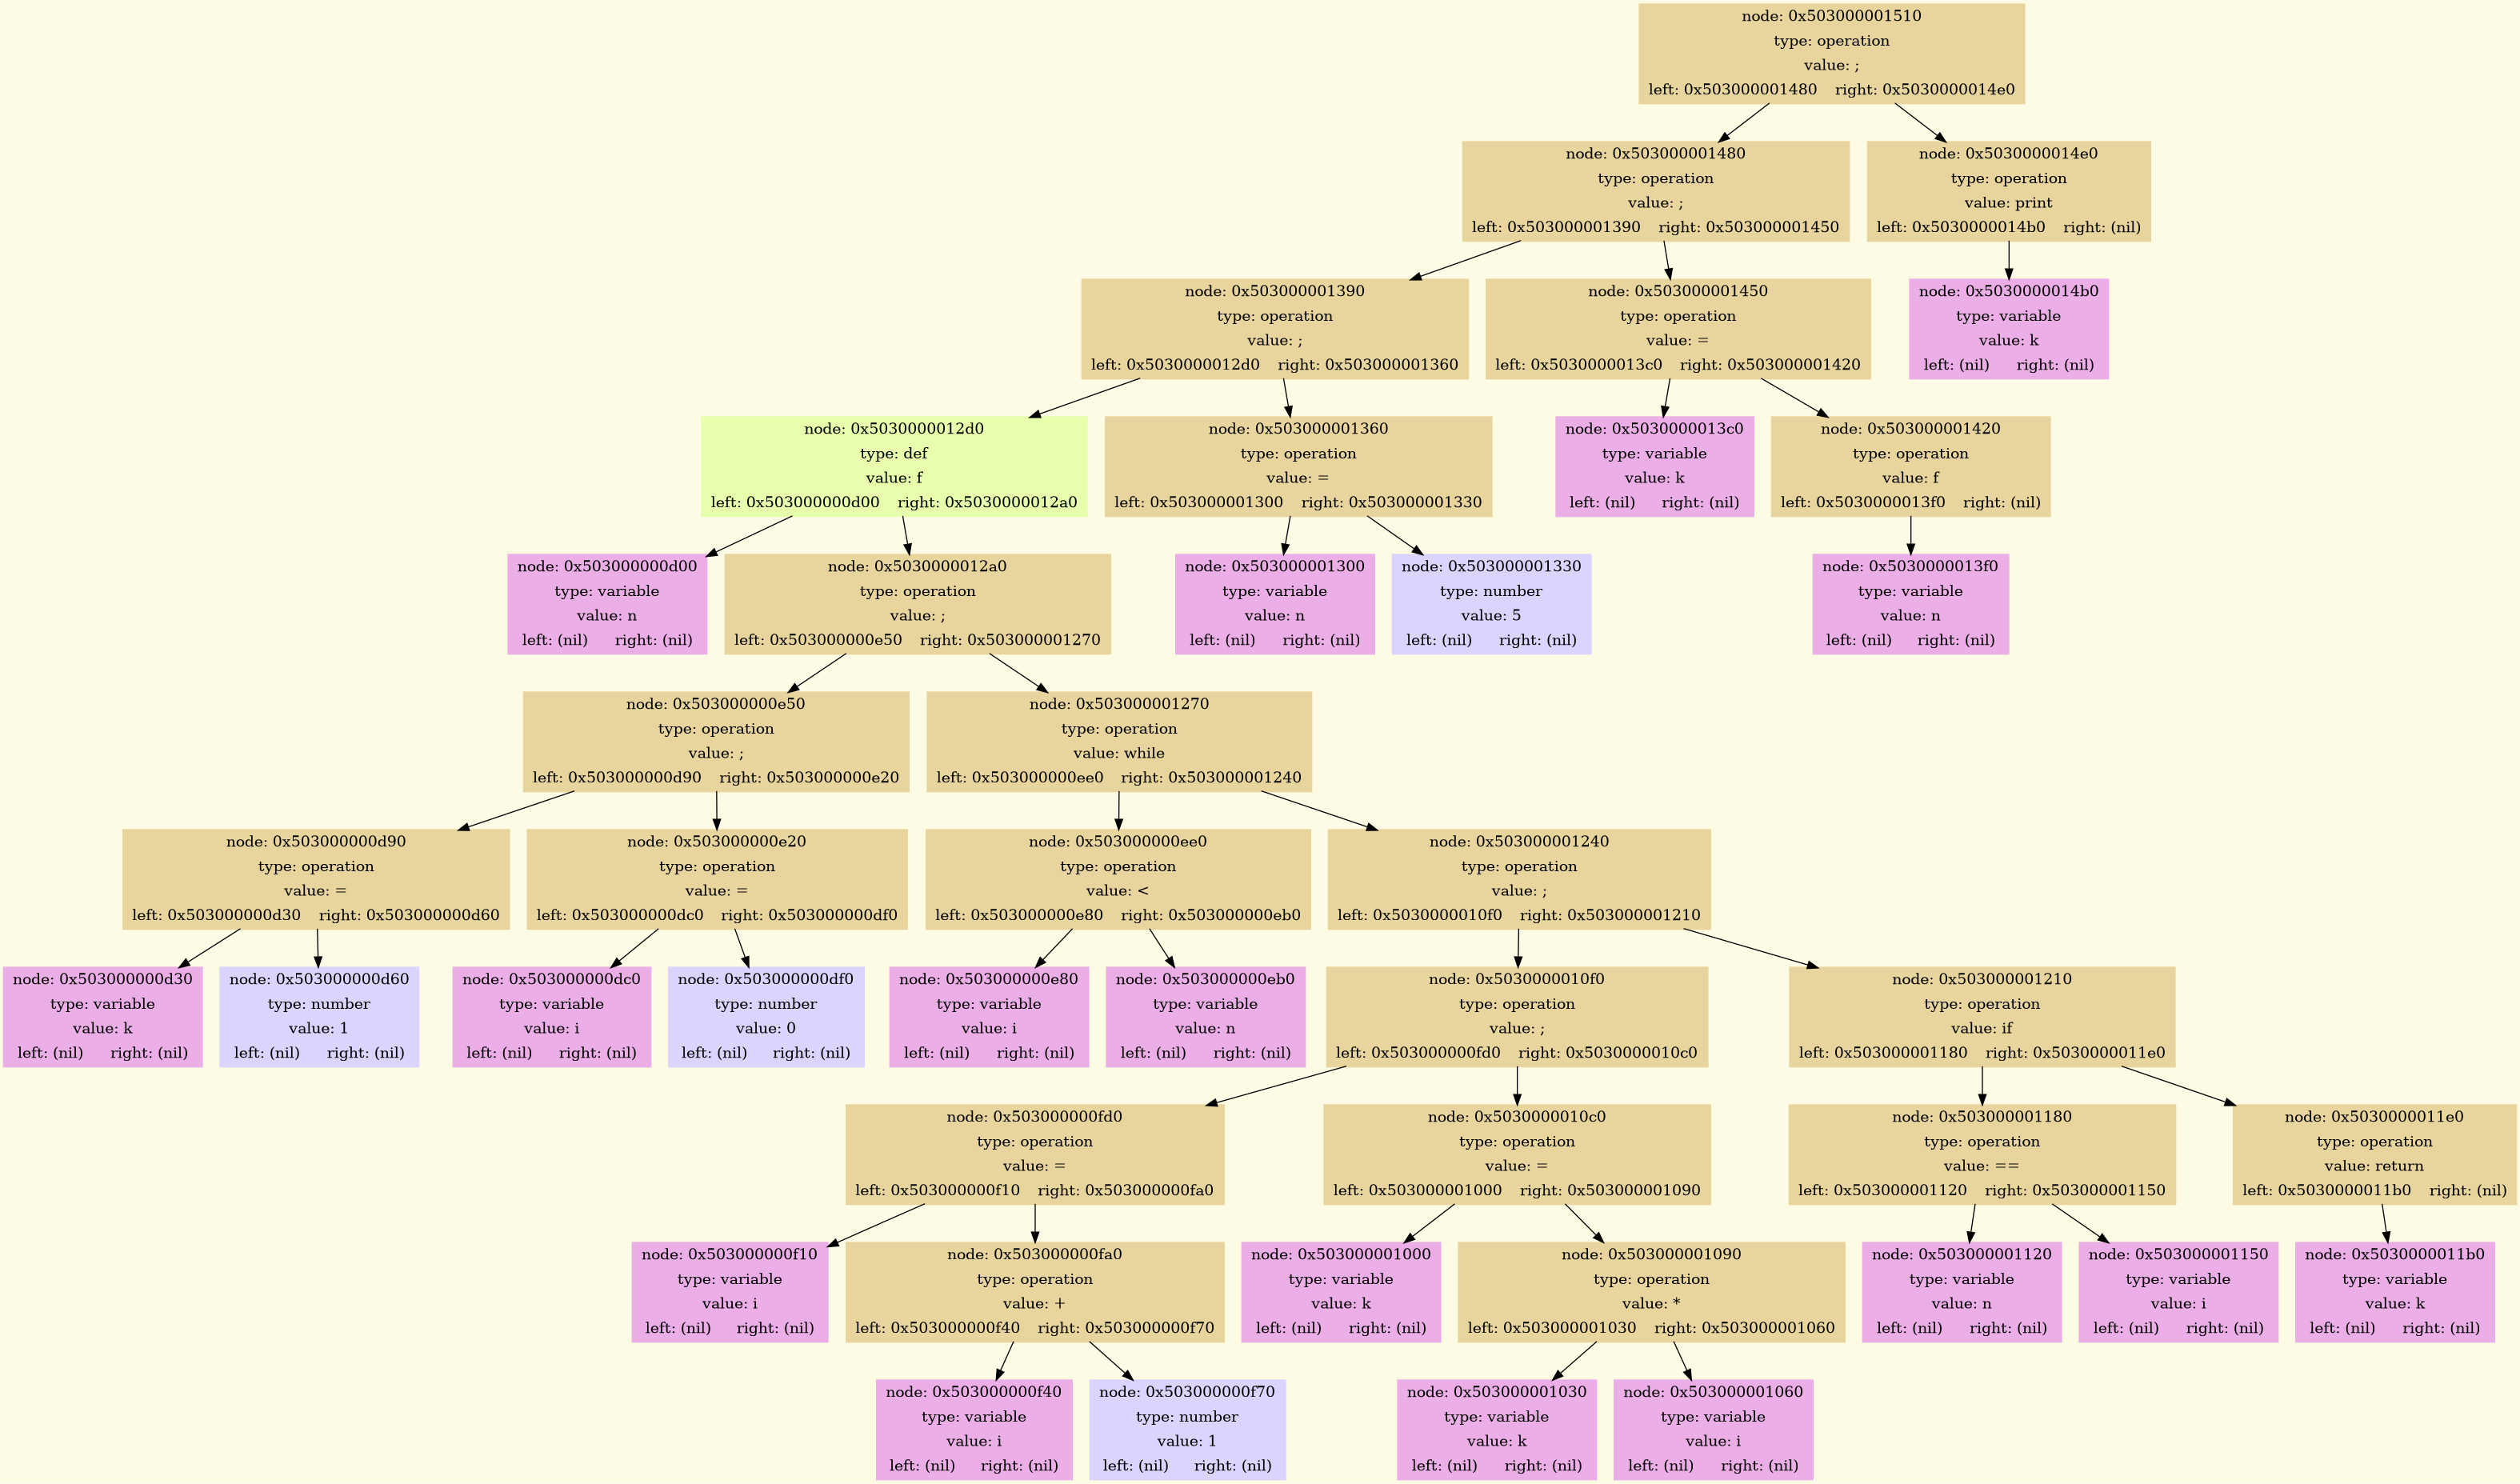 node: 0x503000001510
type: operation
value: ;
left: 0x503000001480 right: 0x5030000014e0
node: 0x503000001480
type: operation
value: ;
left: 0x503000001390 right: 0x503000001450
node: 0x5030000014e0
type: operation
value: print
left: 0x5030000014b0 right: (nil)
node: 0x503000001390
type: operation
value: ;
left: 0x5030000012d0 right: 0x503000001360
node: 0x503000001450
type: operation
value: =
left: 0x5030000013c0 right: 0x503000001420
node: 0x5030000014b0
type: variable
value: k
left: (nil) right: (nil)
node: 0x5030000012d0
type: def
value: f
left: 0x503000000d00 right: 0x5030000012a0
node: 0x503000001360
type: operation
value: =
left: 0x503000001300 right: 0x503000001330
node: 0x5030000013c0
type: variable
value: k
left: (nil) right: (nil)
node: 0x503000001420
type: operation
value: f
left: 0x5030000013f0 right: (nil)
node: 0x503000000d00
type: variable
value: n
left: (nil) right: (nil)
node: 0x5030000012a0
type: operation
value: ;
left: 0x503000000e50 right: 0x503000001270
node: 0x503000001300
type: variable
value: n
left: (nil) right: (nil)
node: 0x503000001330
type: number
value: 5
left: (nil) right: (nil)
node: 0x5030000013f0
type: variable
value: n
left: (nil) right: (nil)
node: 0x503000000e50
type: operation
value: ;
left: 0x503000000d90 right: 0x503000000e20
node: 0x503000001270
type: operation
value: while
left: 0x503000000ee0 right: 0x503000001240
node: 0x503000000d90
type: operation
value: =
left: 0x503000000d30 right: 0x503000000d60
node: 0x503000000e20
type: operation
value: =
left: 0x503000000dc0 right: 0x503000000df0
node: 0x503000000ee0
type: operation
value: <
left: 0x503000000e80 right: 0x503000000eb0
node: 0x503000001240
type: operation
value: ;
left: 0x5030000010f0 right: 0x503000001210
node: 0x503000000d30
type: variable
value: k
left: (nil) right: (nil)
node: 0x503000000d60
type: number
value: 1
left: (nil) right: (nil)
node: 0x503000000dc0
type: variable
value: i
left: (nil) right: (nil)
node: 0x503000000df0
type: number
value: 0
left: (nil) right: (nil)
node: 0x503000000e80
type: variable
value: i
left: (nil) right: (nil)
node: 0x503000000eb0
type: variable
value: n
left: (nil) right: (nil)
node: 0x5030000010f0
type: operation
value: ;
left: 0x503000000fd0 right: 0x5030000010c0
node: 0x503000001210
type: operation
value: if
left: 0x503000001180 right: 0x5030000011e0
node: 0x503000000fd0
type: operation
value: =
left: 0x503000000f10 right: 0x503000000fa0
node: 0x5030000010c0
type: operation
value: =
left: 0x503000001000 right: 0x503000001090
node: 0x503000001180
type: operation
value: ==
left: 0x503000001120 right: 0x503000001150
node: 0x5030000011e0
type: operation
value: return
left: 0x5030000011b0 right: (nil)
node: 0x503000000f10
type: variable
value: i
left: (nil) right: (nil)
node: 0x503000000fa0
type: operation
value: +
left: 0x503000000f40 right: 0x503000000f70
node: 0x503000001000
type: variable
value: k
left: (nil) right: (nil)
node: 0x503000001090
type: operation
value: *
left: 0x503000001030 right: 0x503000001060
node: 0x503000001120
type: variable
value: n
left: (nil) right: (nil)
node: 0x503000001150
type: variable
value: i
left: (nil) right: (nil)
node: 0x5030000011b0
type: variable
value: k
left: (nil) right: (nil)
node: 0x503000000f40
type: variable
value: i
left: (nil) right: (nil)
node: 0x503000000f70
type: number
value: 1
left: (nil) right: (nil)
node: 0x503000001030
type: variable
value: k
left: (nil) right: (nil)
node: 0x503000001060
type: variable
value: i
left: (nil) right: (nil)